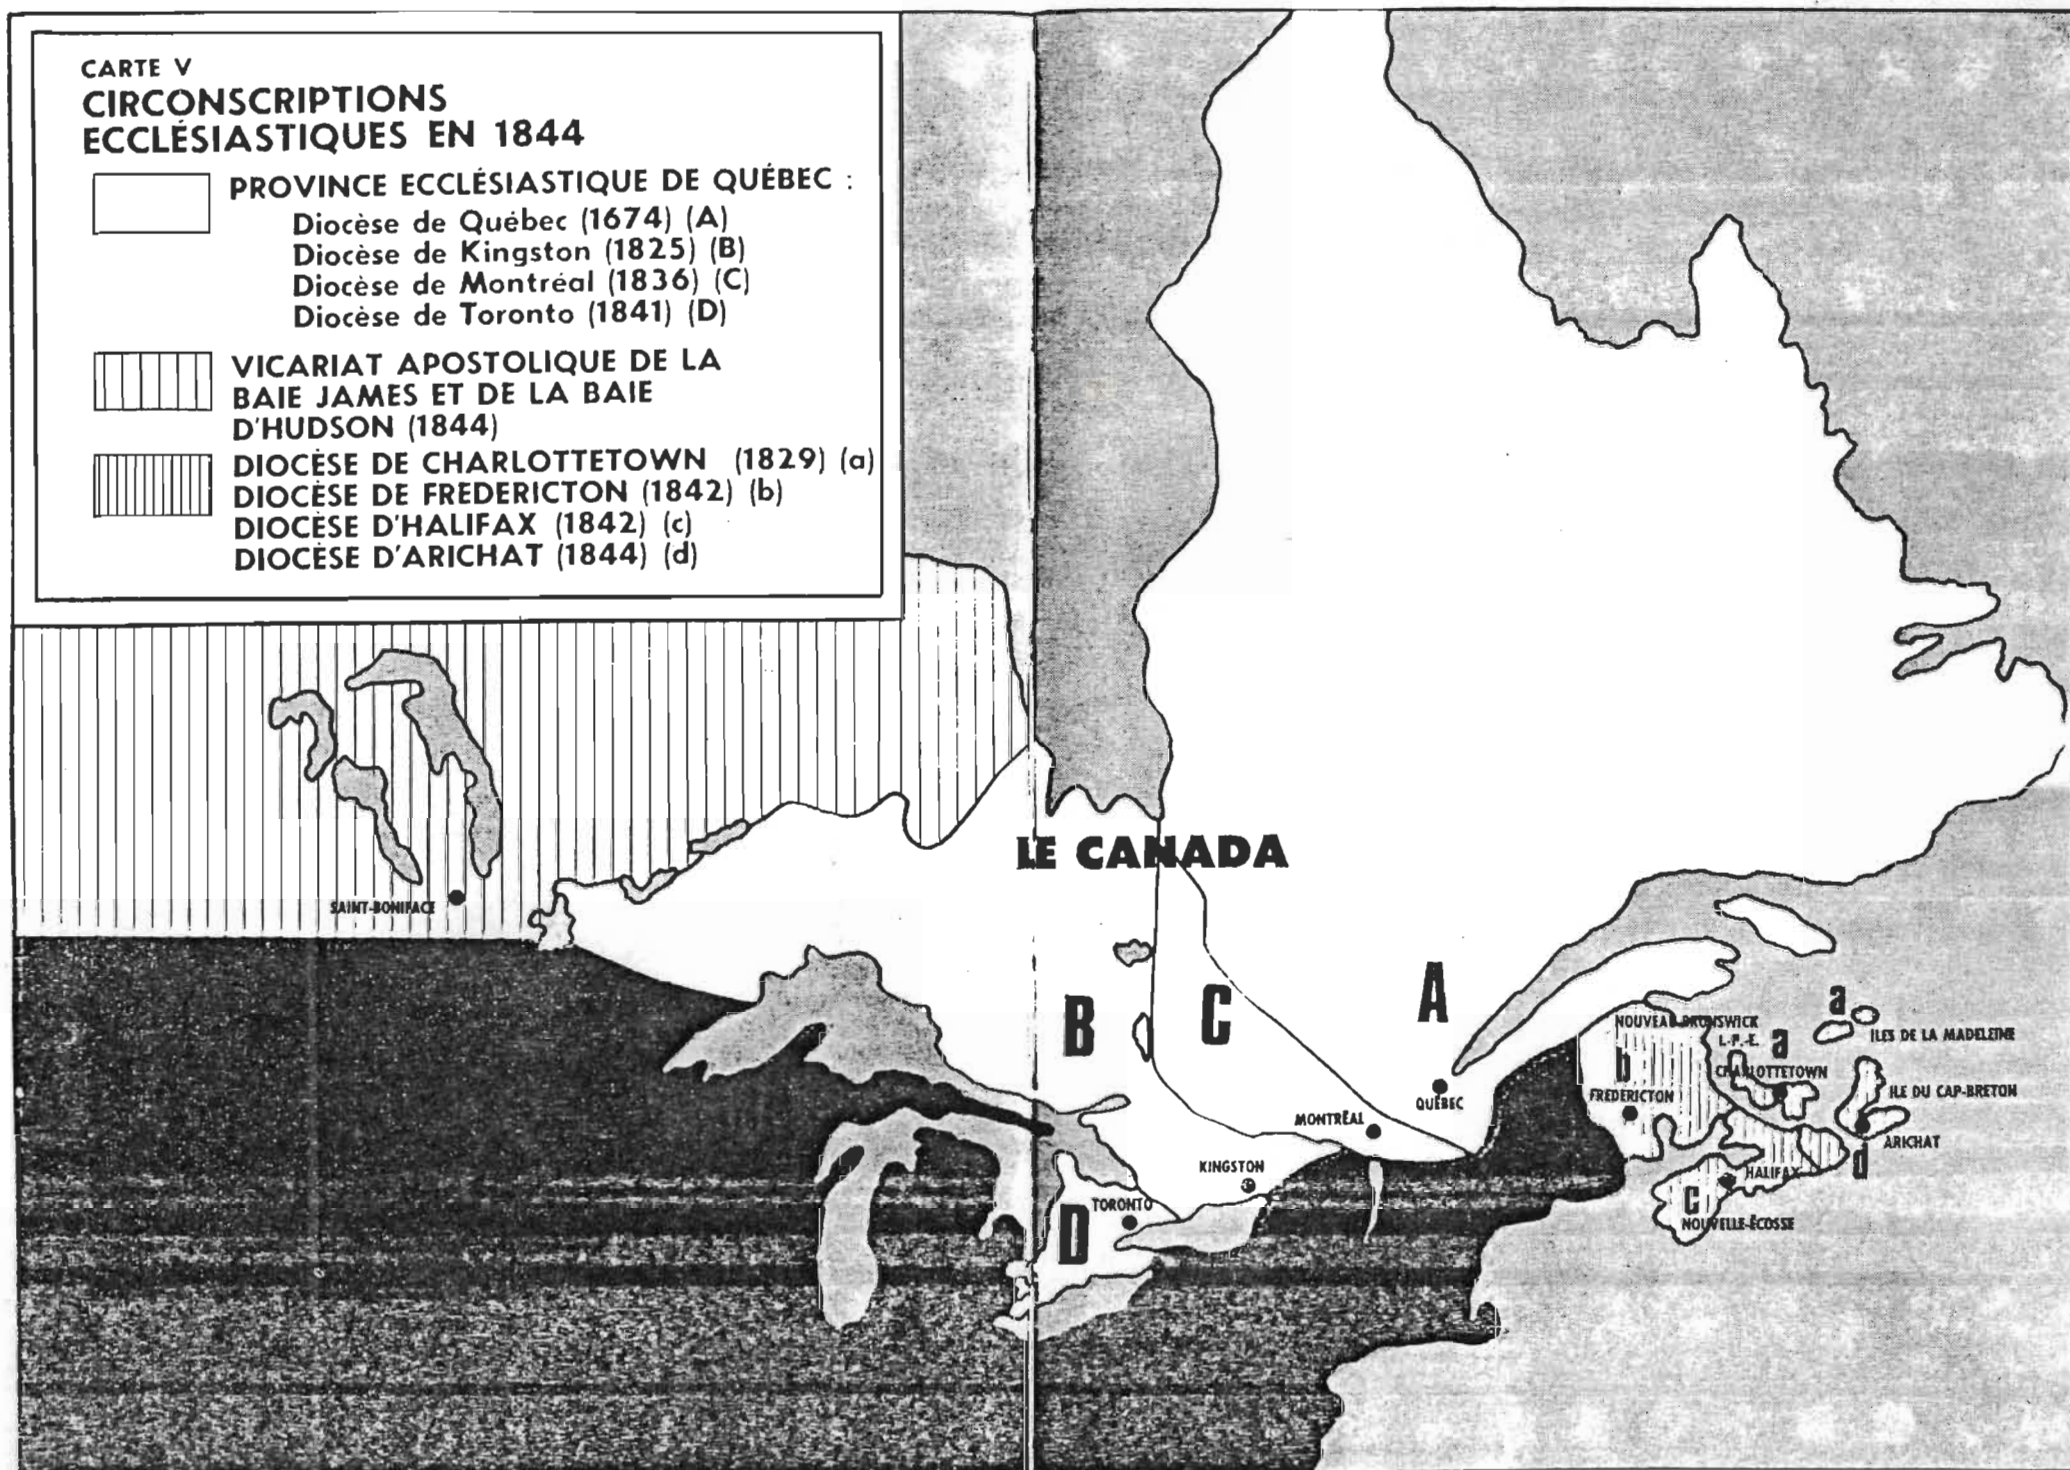 CARTE V
CIRCONSCRIPTIONS
ECCLÉSIASTIQUES EN 1844
PROVINCE ECCLÉSIASTIQUE DE QUÉBEC :
Diocèse de Québec (1674) (A)
Diocèse de Kingston (1825) (B)
Diocèse de Montréal (1836) (C)
Diocèse de Toronto (1841) (D)
VICARIAT APOSTOLIQUE DE LA
BAIE JAMES ET DE LA BAIE
D'HUDSON (1844)
DIOCÈSE DE CHARLOTTETOWN (1829) (a)
DIOCÈSE DE FREDERICTON (1842) (b)
DIOCÈSE D'HALIFAX (1842) (c)
DIOCÈSE D'ARICHAT (1844) (d)
LE CANADA
SAINT-BONIFACE
B
C
A
a
NOUVEAU-BRUNSWICK
ILES DE LA MADELEINE
I.-P.-E.
a
b
CHARLOTTETOWN
QUÉBEC
FREDERICTON
ILE DU CAP-BRETON
MONTRÉAL
ARICHAT
KINGSTON
HALIFAX
d
TORONTO
D
C
NOUVELLE-ÉCOSSE